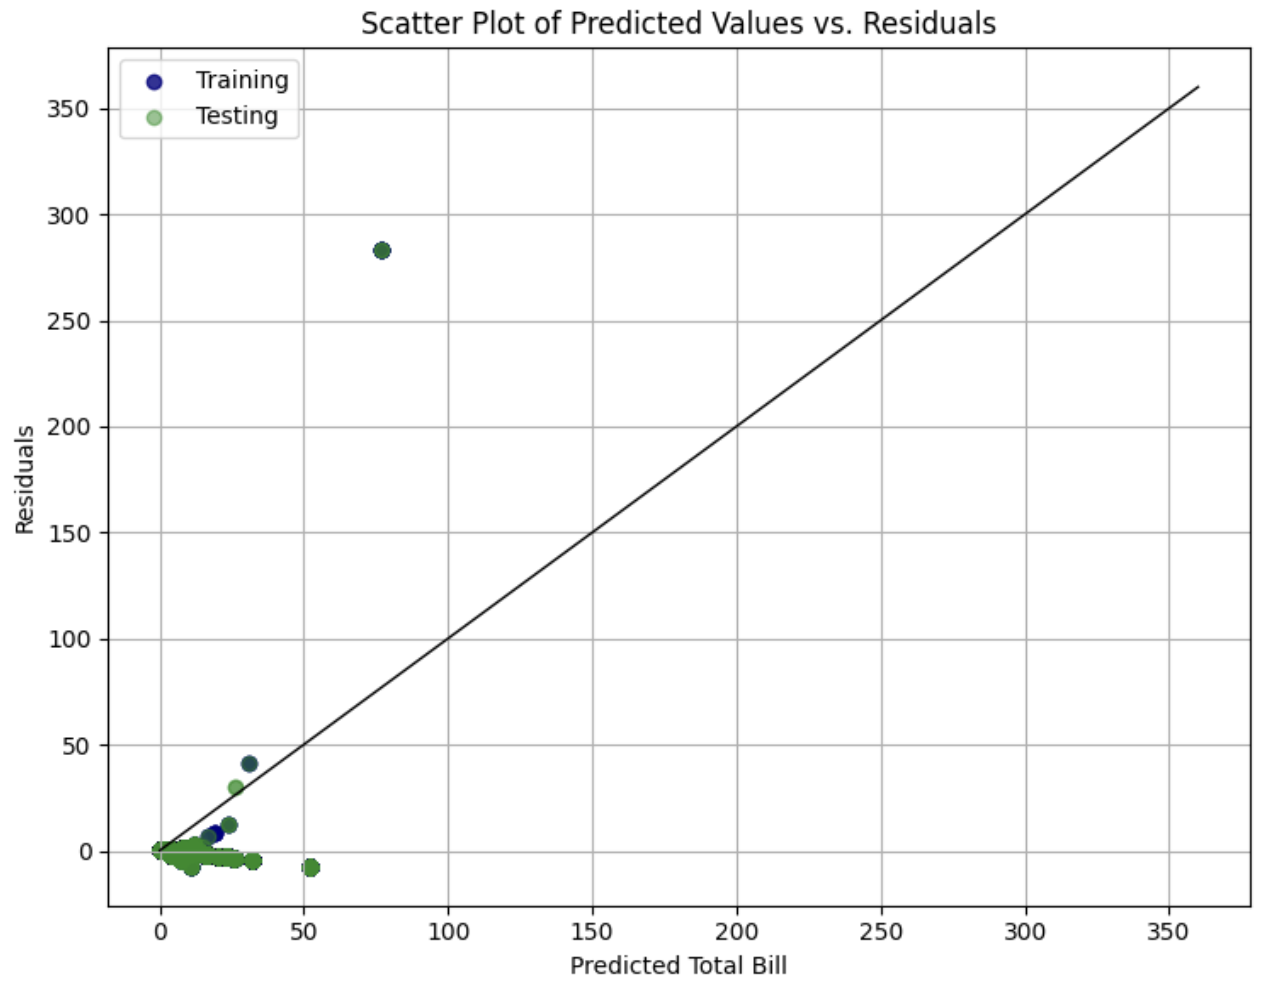 Scatter Plot of Predicted Values vs. Residuals
Training
Testing
350
300
250
200
150
100
50
0
Residuals
0 50 100 150 200 250 300 350
Predicted Total Bill